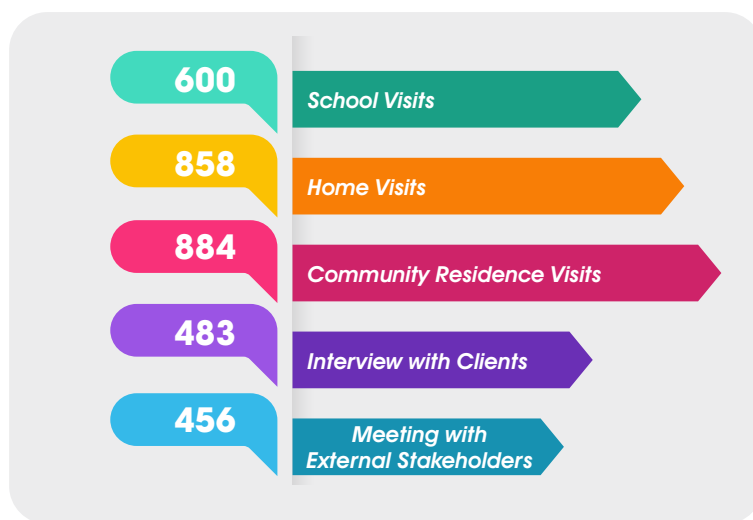 600
School Visits
858
Home Visits
884
Community Residence Visits
483
Interview with Clients
456
Meeting with
External Stakeholders